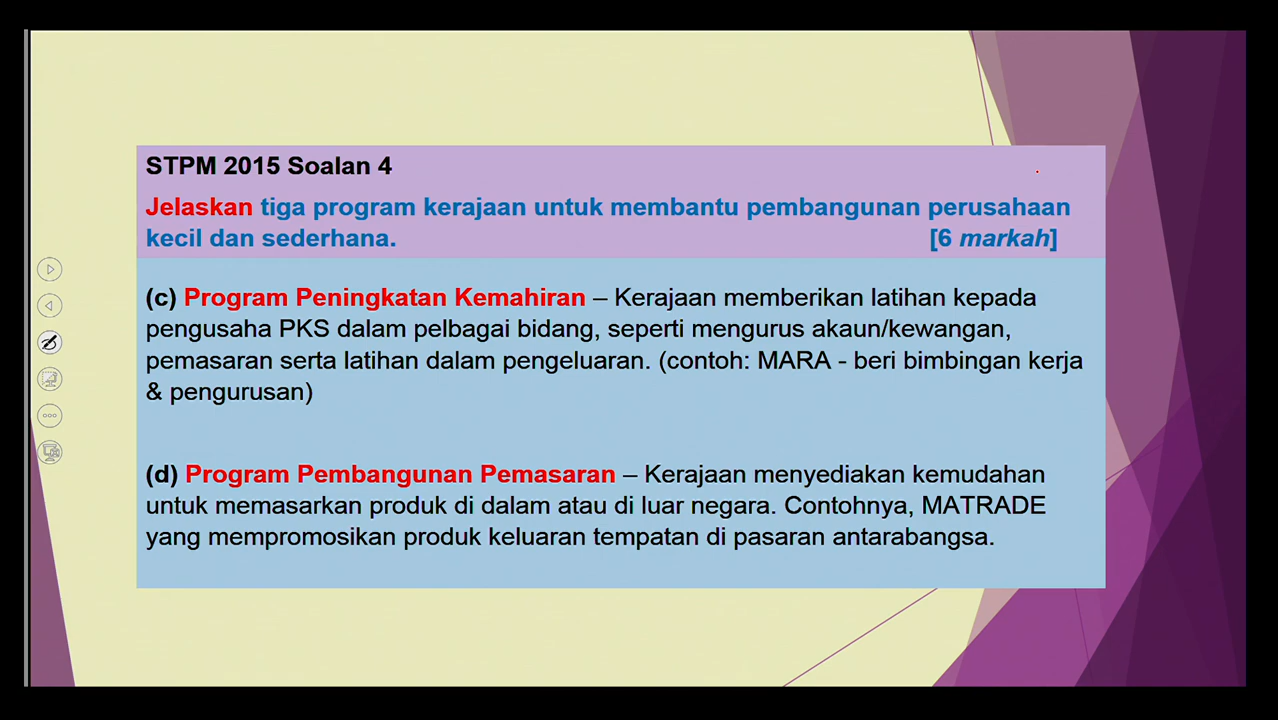 STPM 2015 Soalan 4
Jelaskan tiga program kerajaan untuk membantu pembangunan perusahaan
kecil dan sederhana. [6 markah]
(c) Program Peningkatan Kemahiran – Kerajaan memberikan latihan kepada
pengusaha PKS dalam pelbagai bidang, seperti mengurus akaun/kewangan,
pemasaran serta latihan dalam pengeluaran. (contoh: MARA - beri bimbingan kerja
& pengurusan)
(d) Program Pembangunan Pemasaran – Kerajaan menyediakan kemudahan
untuk memasarkan produk di dalam atau di luar negara. Contohnya, MATRADE
yang mempromosikan produk keluaran tempatan di pasaran antarabangsa.